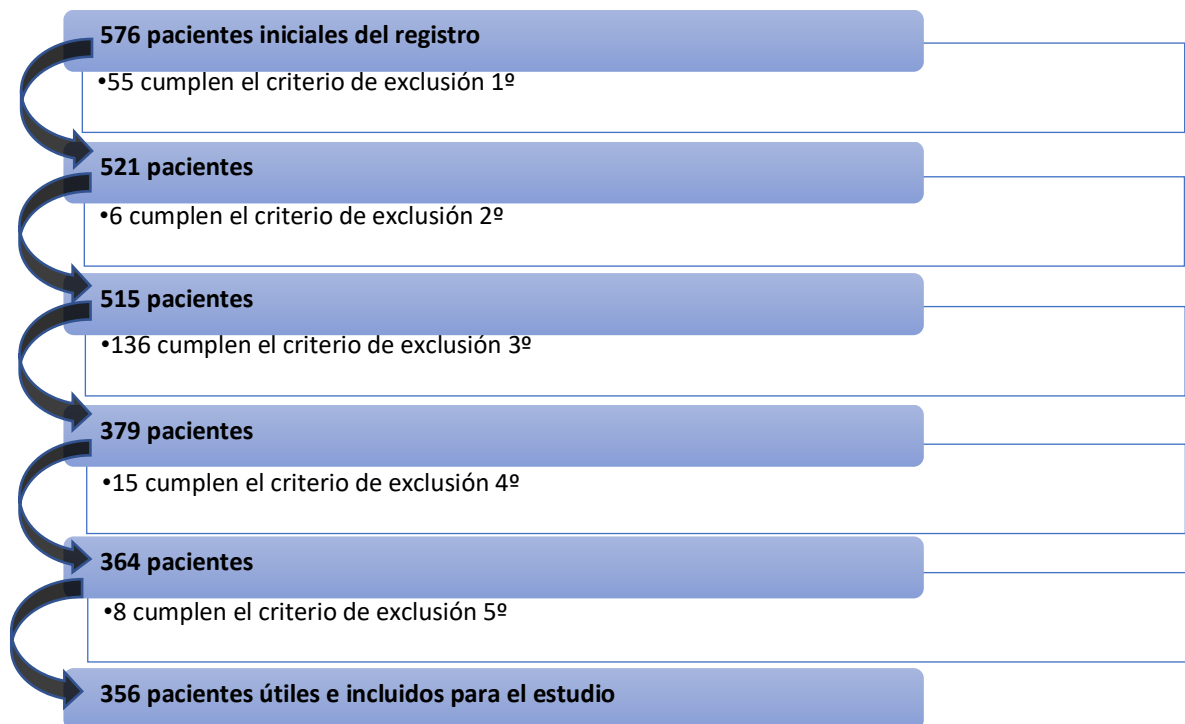 576 pacientes iniciales del registro
•55 cumplen el criterio de exclusión 1º
521 pacientes
•6 cumplen el criterio de exclusión 2º
515 pacientes
•136 cumplen el criterio de exclusión 3º
379 pacientes
•15 cumplen el criterio de exclusión 4º
364 pacientes
•8 cumplen el criterio de exclusión 5º
356 pacientes útiles e incluidos para el estudio